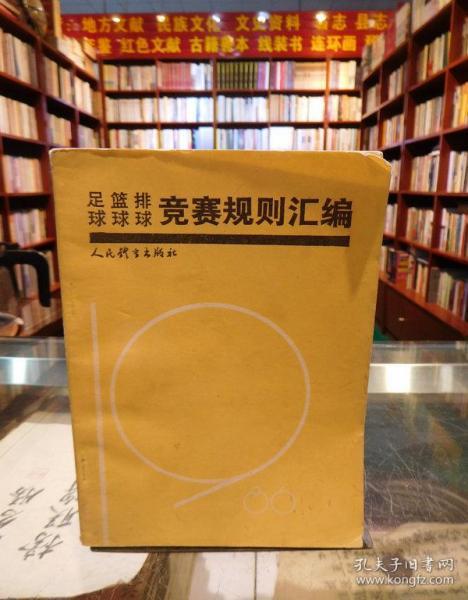 地方文献 民族文化 文史资料 省志 县志
红色文献 古籍善本 线装书 连环画
足球 篮球 排球 竞赛规则汇编
人民体育出版社
孔夫子旧书网
www.kongfz.com